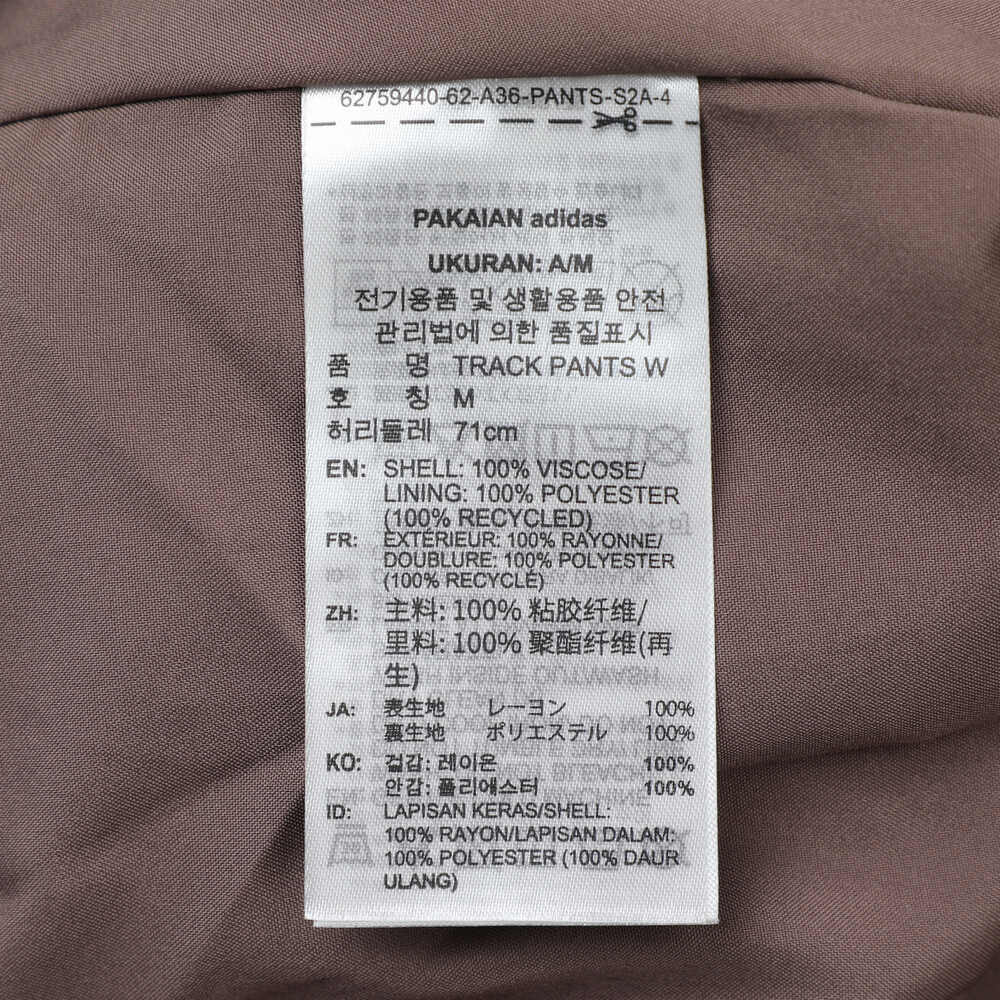 62759440-62-A36-PANTS-S2A-4
PAKAIAN adidas
UKURAN: A/M
전기용품 및 생활용품 안전
관리법에 의한 품질표시
품 명 TRACK PANTS W
호 칭 M
허리둘레 71cm
EN: SHELL: 100% VISCOSE/
LINING: 100% POLYESTER
(100% RECYCLED)
FR: EXTÉRIEUR: 100% RAYONNE/
DOUBLURE: 100% POLYESTER
(100% RECYCLÉ)
ZH: 主料: 100% 粘胶纤维/
里料: 100% 聚酯纤维(再
生)
JA: 表生地 レーヨン 100%
裏生地 ポリエステル 100%
KO: 겉감: 레이온 100%
안감: 폴리에스터 100%
ID: LAPISAN KERAS/SHELL:
100% RAYON/LAPISAN DALAM:
100% POLYESTER (100% DAUR
ULANG)